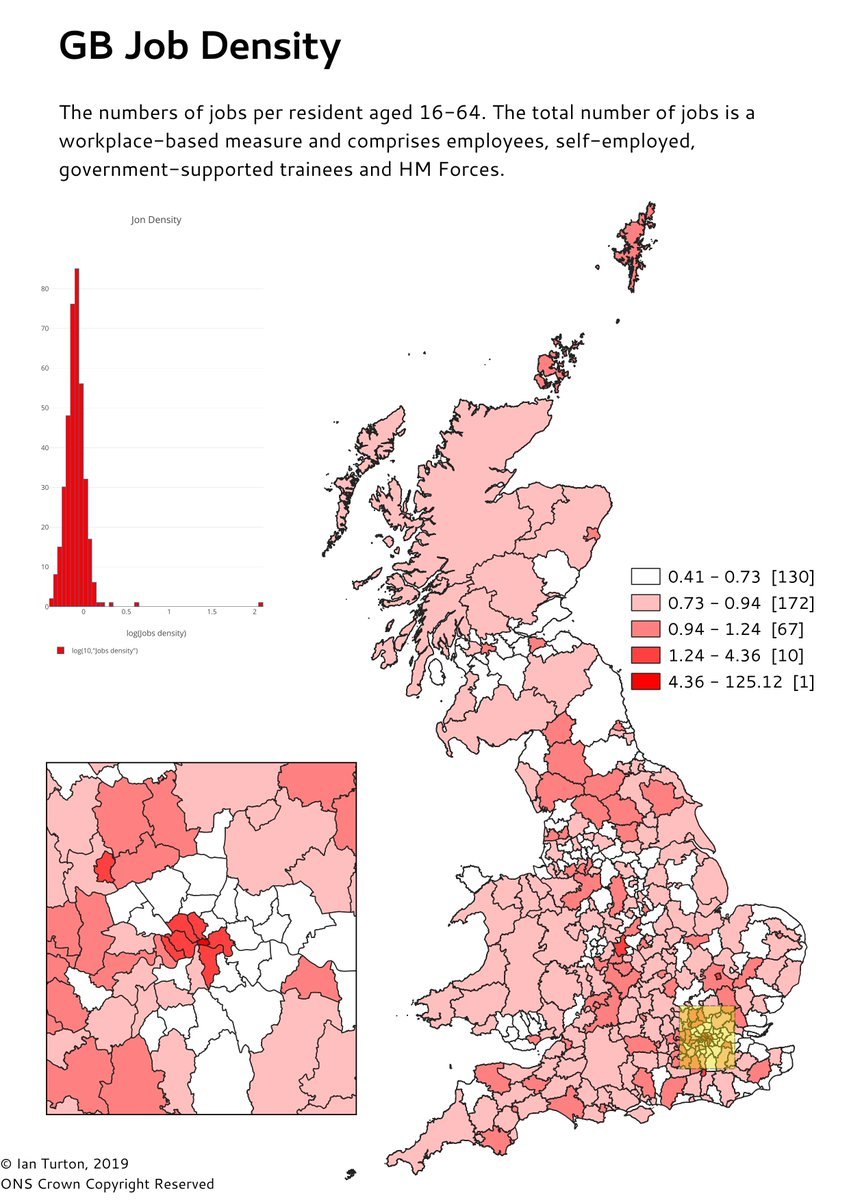 GB Job Density
The numbers of jobs per resident aged 16-64. The total number of jobs is a
workplace-based measure and comprises employees, self-employed,
government-supported trainees and HM Forces.
Jon Density
80
70
60
50
40
30
20
10
0
0 0.5 1 1.5 2
log(Jobs density)
log(10,"Jobs density")
0.41 - 0.73 [130]
0.73 - 0.94 [172]
0.94 - 1.24 [67]
1.24 - 4.36 [10]
4.36 - 125.12 [1]
© Ian Turton, 2019
ONS Crown Copyright Reserved